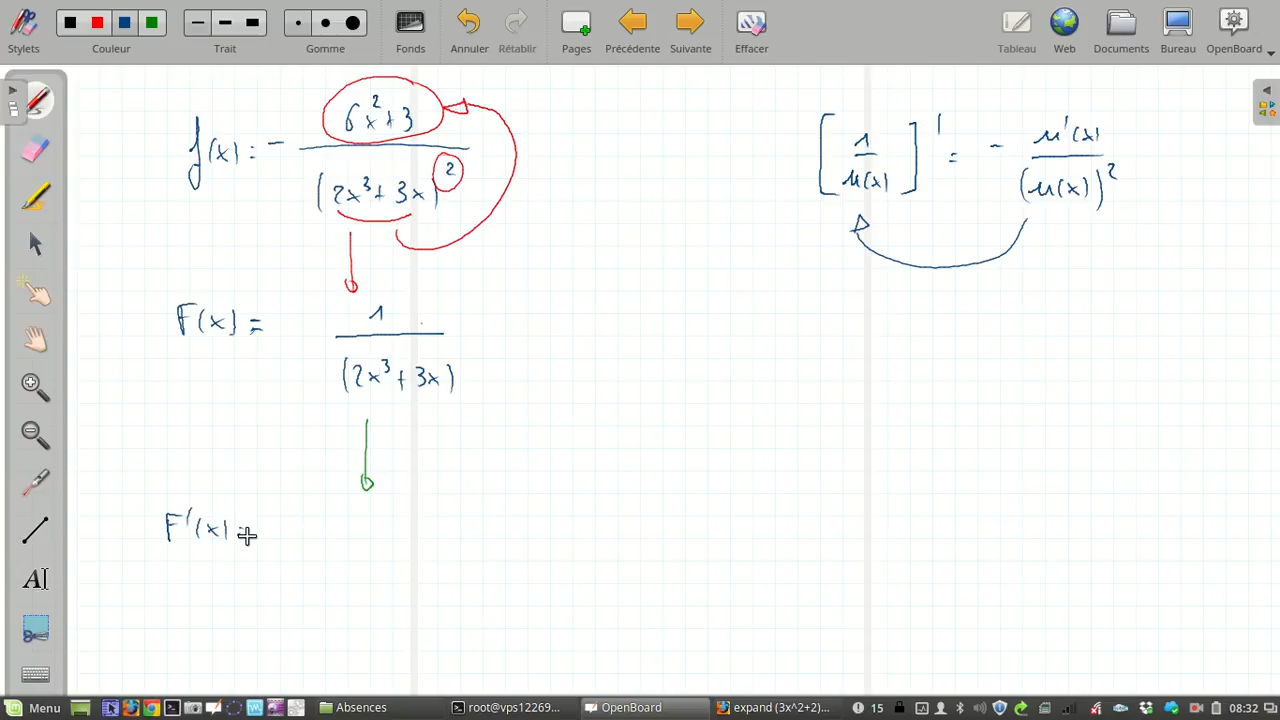 Stylets Couleur Trait Gomme Fonds Annuler Rétablir Pages Précédente Suivante Effacer Tableau Web Documents Bureau OpenBoard
f(x) = - (6x² + 3) / (2x³ + 3x)²
[1 / u(x)]' = - u'(x) / (u(x))²
F(x) = 1 / (2x³ + 3x)
F'(x) =
Menu Absences root@vps12269... OpenBoard expand (3x^2+2)... 15 08:32